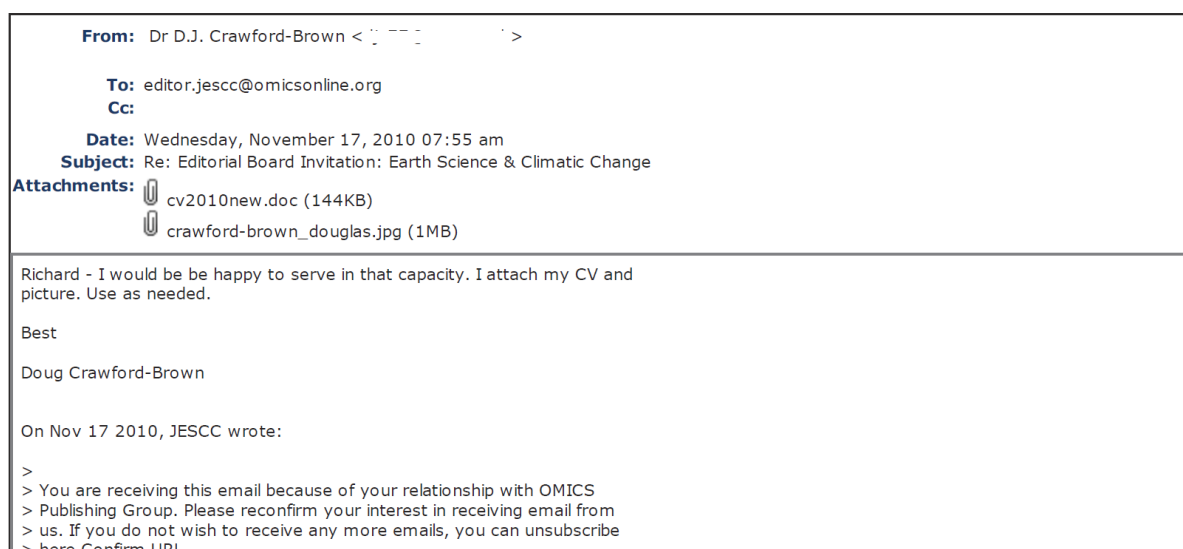 From: Dr D.J. Crawford-Brown < >
To: editor.jescc@omicsonline.org
Cc:
Date: Wednesday, November 17, 2010 07:55 am
Subject: Re: Editorial Board Invitation: Earth Science & Climatic Change
Attachments:
cv2010new.doc (144KB)
crawford-brown_douglas.jpg (1MB)
Richard - I would be be happy to serve in that capacity. I attach my CV and
picture. Use as needed.
Best
Doug Crawford-Brown
On Nov 17 2010, JESCC wrote:
>
> You are receiving this email because of your relationship with OMICS
> Publishing Group. Please reconfirm your interest in receiving email from
> us. If you do not wish to receive any more emails, you can unsubscribe
> here Confirm URL